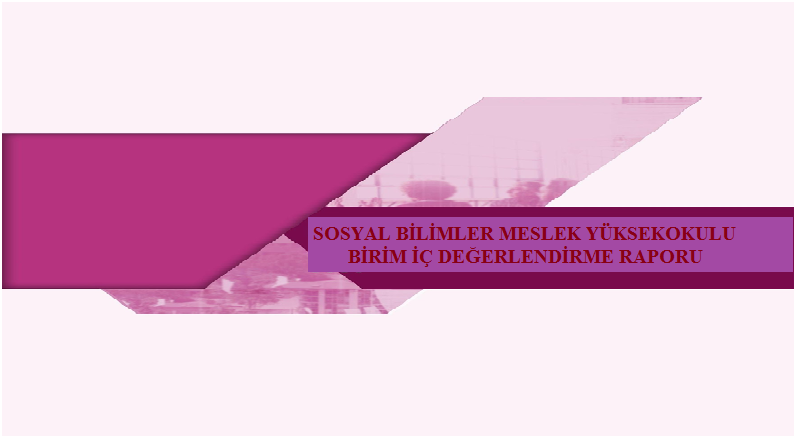 SOSYAL BİLİMLER MESLEK YÜKSEKOKULU
BİRİM İÇ DEĞERLENDİRME RAPORU